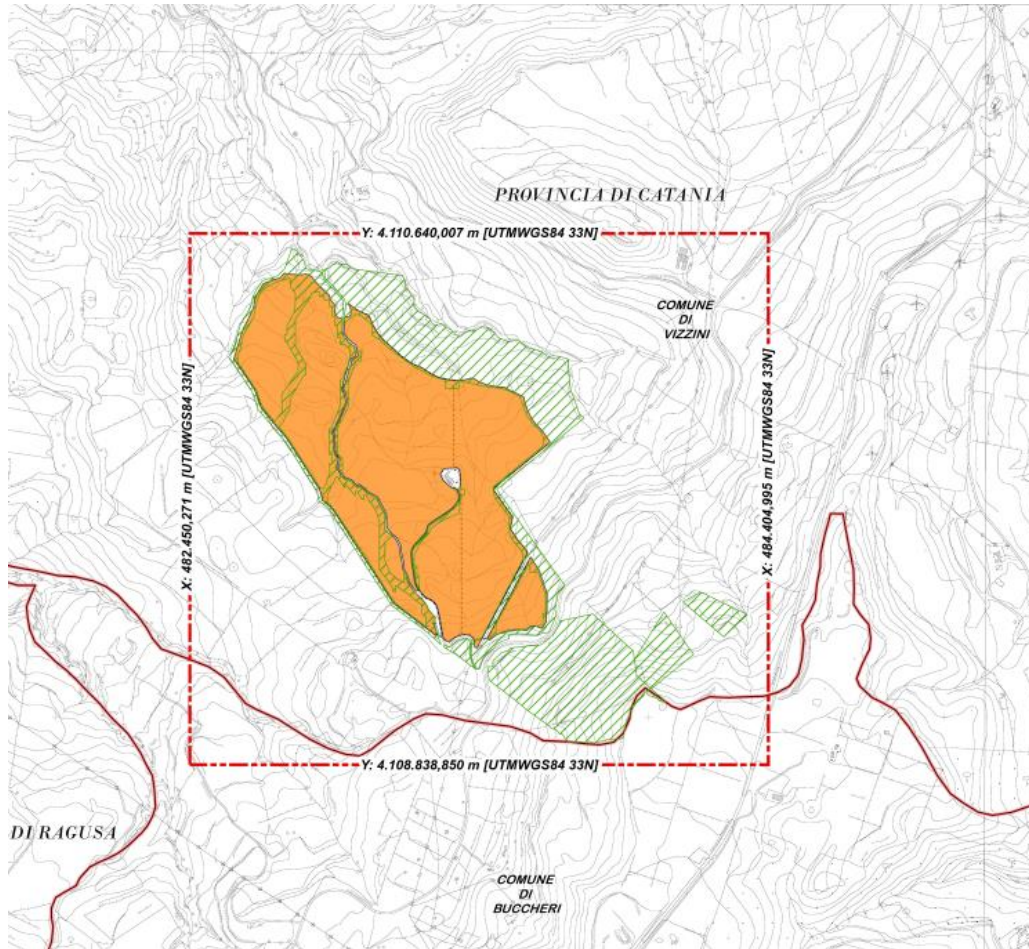 PROVINCIA DI CATANIA
Y: 4.110.640,007 m [UTMWGS84 33N]
COMUNE
DI
VIZZINI
X: 482.450,271 m [UTMWGS84 33N]
X: 484.404,995 m [UTMWGS84 33N]
Y: 4.108.838,850 m [UTMWGS84 33N]
DI RAGUSA
COMUNE
DI
BUCCHERI